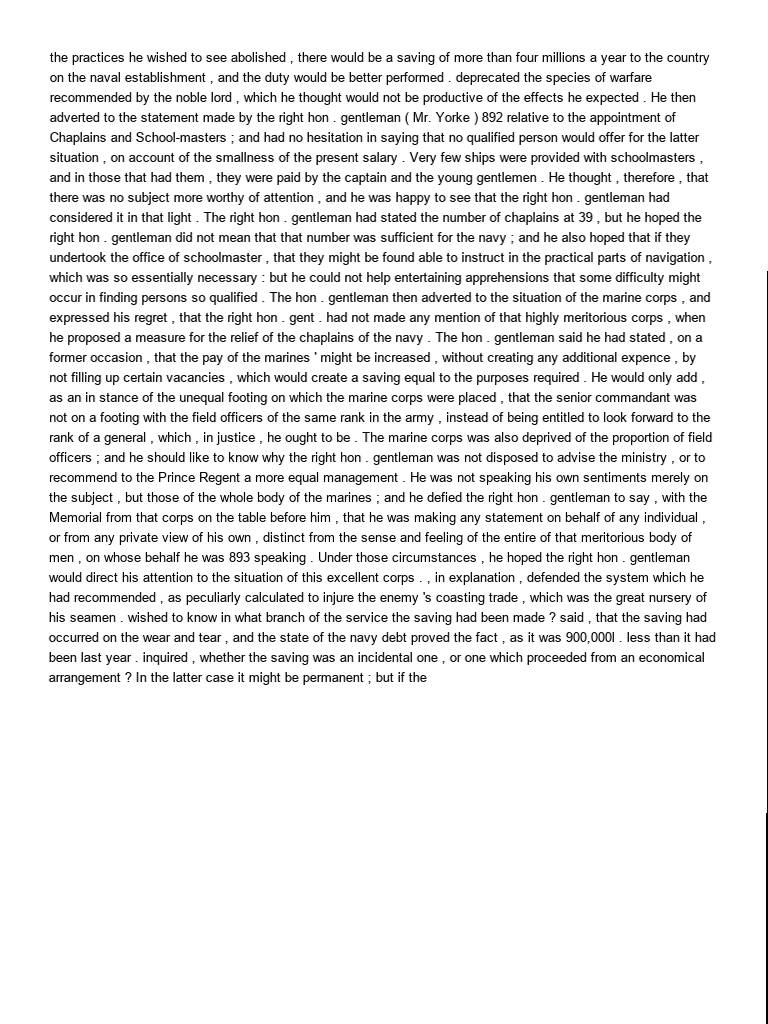 the practices he wished to see abolished , there would be a saving of more than four millions a year to the country
on the naval establishment , and the duty would be better performed . deprecated the species of warfare
recommended by the noble lord , which he thought would not be productive of the effects he expected . He then
adverted to the statement made by the right hon . gentleman ( Mr. Yorke ) 892 relative to the appointment of
Chaplains and School-masters ; and had no hesitation in saying that no qualified person would offer for the latter
situation , on account of the smallness of the present salary . Very few ships were provided with schoolmasters ,
and in those that had them , they were paid by the captain and the young gentlemen . He thought , therefore , that
there was no subject more worthy of attention , and he was happy to see that the right hon . gentleman had
considered it in that light . The right hon . gentleman had stated the number of chaplains at 39 , but he hoped the
right hon . gentleman did not mean that that number was sufficient for the navy ; and he also hoped that if they
undertook the office of schoolmaster , that they might be found able to instruct in the practical parts of navigation ,
which was so essentially necessary : but he could not help entertaining apprehensions that some difficulty might
occur in finding persons so qualified . The hon . gentleman then adverted to the situation of the marine corps , and
expressed his regret , that the right hon . gent . had not made any mention of that highly meritorious corps , when
he proposed a measure for the relief of the chaplains of the navy . The hon . gentleman said he had stated , on a
former occasion , that the pay of the marines ' might be increased , without creating any additional expence , by
not filling up certain vacancies , which would create a saving equal to the purposes required . He would only add ,
as an in stance of the unequal footing on which the marine corps were placed , that the senior commandant was
not on a footing with the field officers of the same rank in the army , instead of being entitled to look forward to the
rank of a general , which , in justice , he ought to be . The marine corps was also deprived of the proportion of field
officers ; and he should like to know why the right hon . gentleman was not disposed to advise the ministry , or to
recommend to the Prince Regent a more equal management . He was not speaking his own sentiments merely on
the subject , but those of the whole body of the marines ; and he defied the right hon . gentleman to say , with the
Memorial from that corps on the table before him , that he was making any statement on behalf of any individual ,
or from any private view of his own , distinct from the sense and feeling of the entire of that meritorious body of
men , on whose behalf he was 893 speaking . Under those circumstances , he hoped the right hon . gentleman
would direct his attention to the situation of this excellent corps . , in explanation , defended the system which he
had recommended , as peculiarly calculated to injure the enemy 's coasting trade , which was the great nursery of
his seamen . wished to know in what branch of the service the saving had been made ? said , that the saving had
occurred on the wear and tear , and the state of the navy debt proved the fact , as it was 900,000l . less than it had
been last year . inquired , whether the saving was an incidental one , or one which proceeded from an economical
arrangement ? In the latter case it might be permanent ; but if the